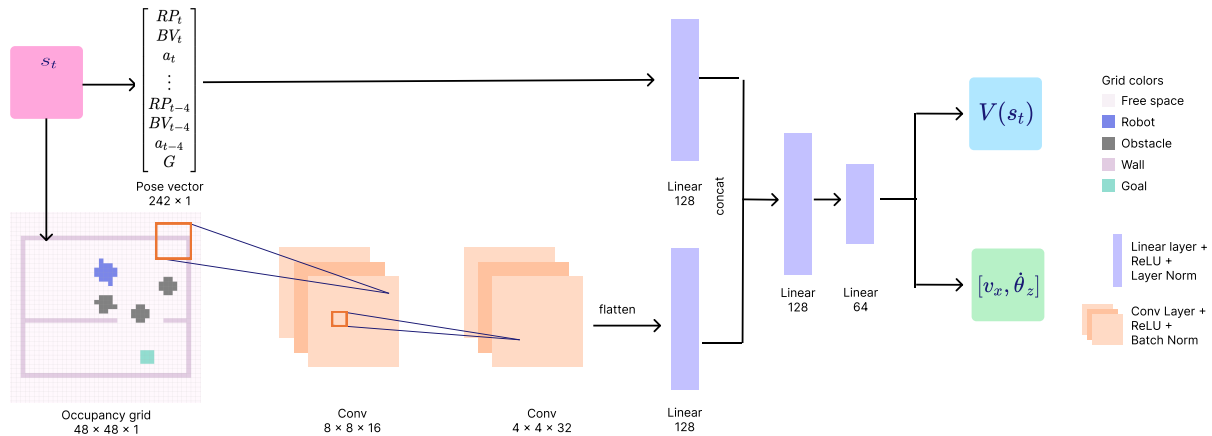 s_t
RP_t
BV_t
a_t
⋮
RP_{t-4}
BV_{t-4}
a_{t-4}
G
Pose vector
242 × 1
Occupancy grid
48 × 48 × 1
Conv
8 × 8 × 16
Conv
4 × 4 × 32
flatten
Linear
128
Linear
128
concat
Linear
128
Linear
64
V(s_t)
[v_x, θ̇_z]
Grid colors
Free space
Robot
Obstacle
Wall
Goal
Linear layer +
ReLU +
Layer Norm
Conv Layer +
ReLU +
Batch Norm